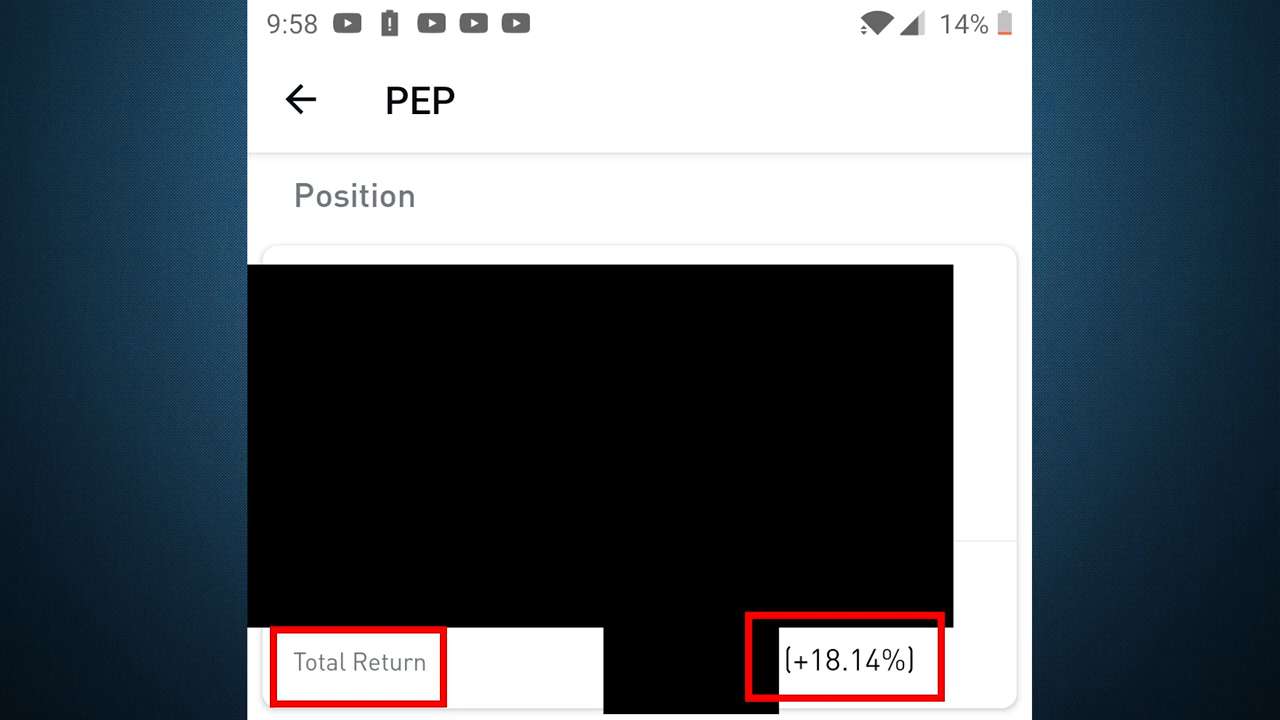 9:58 14%
PEP
Position
Total Return (+18.14%)